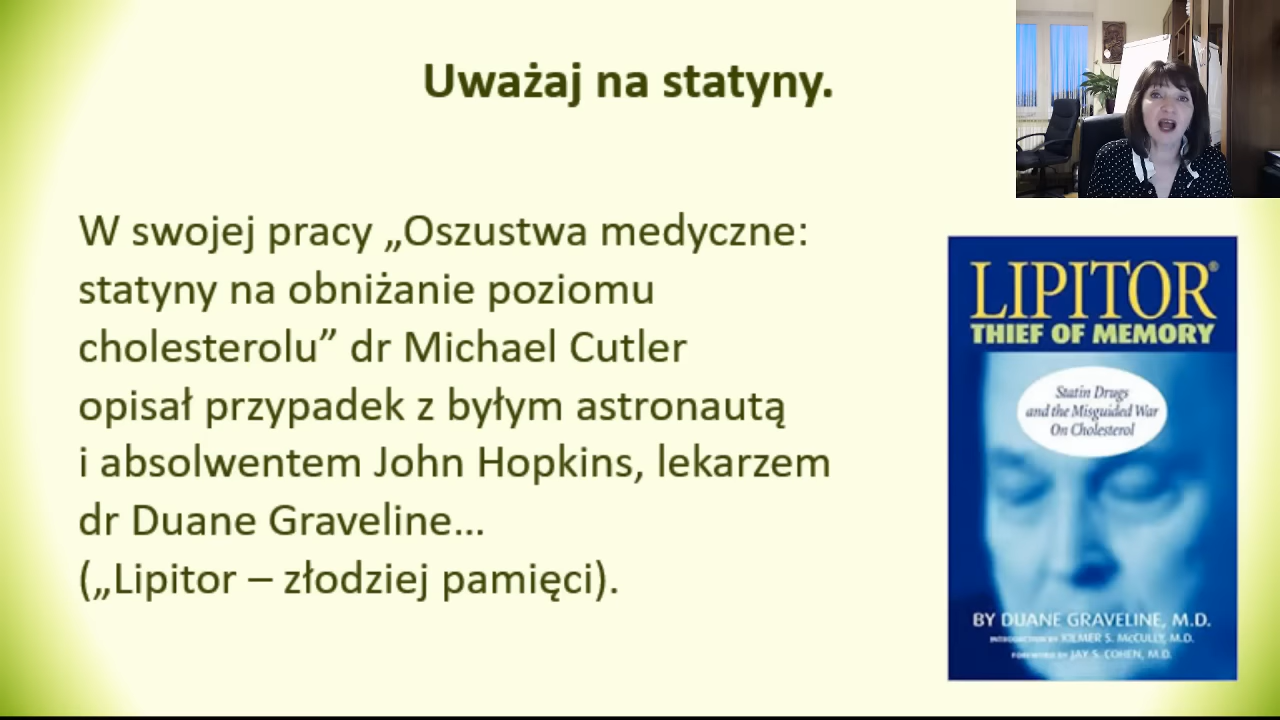 Uważaj na statyny.
W swojej pracy „Oszustwa medyczne:
statyny na obniżanie poziomu
cholesterolu” dr Michael Cutler
opisał przypadek z byłym astronautą
i absolwentem John Hopkins, lekarzem
dr Duane Graveline...
(„Lipitor – złodziej pamięci).
LIPITOR®
THIEF OF MEMORY
Statin Drugs
and the Misguided War
On Cholesterol
BY DUANE GRAVELINE, M.D.
INTRODUCTION BY KILMER S. McCULLY, M.D.
FOREWORD BY JAY S. COHEN, M.D.